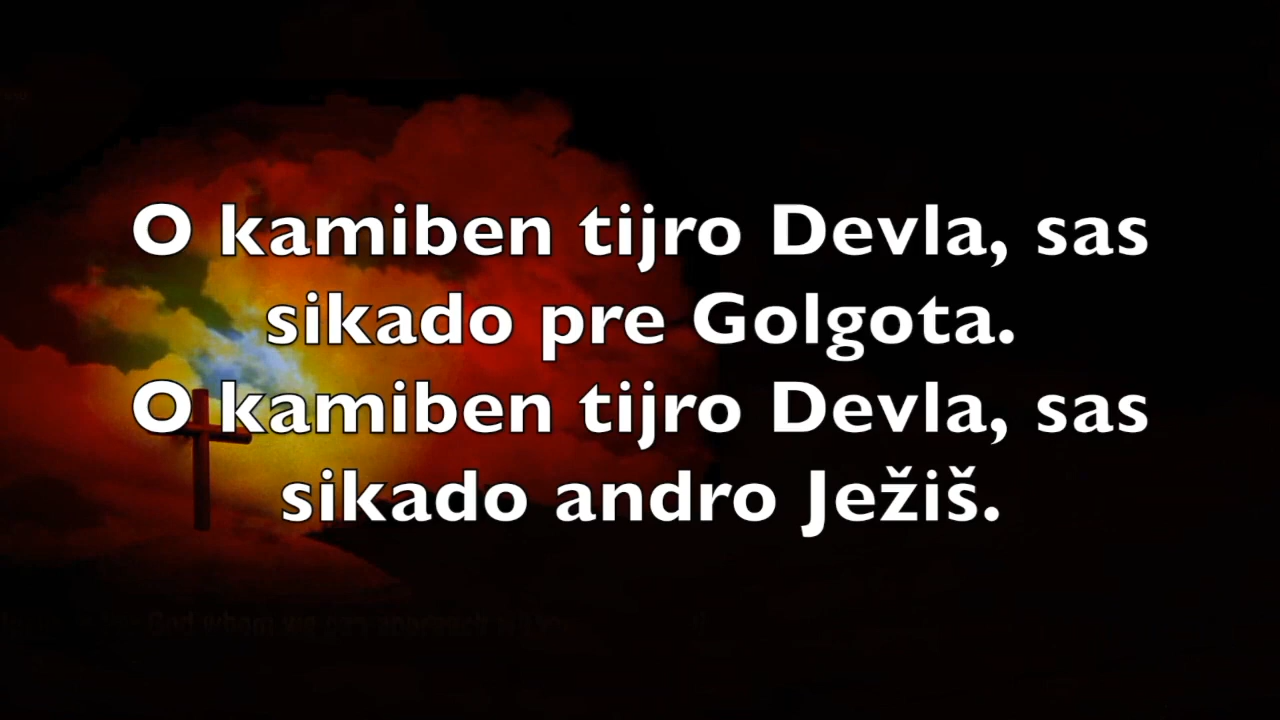 O kamiben tijro Devla, sas
sikado pre Golgota.
O kamiben tijro Devla, sas
sikado andro Ježiš.